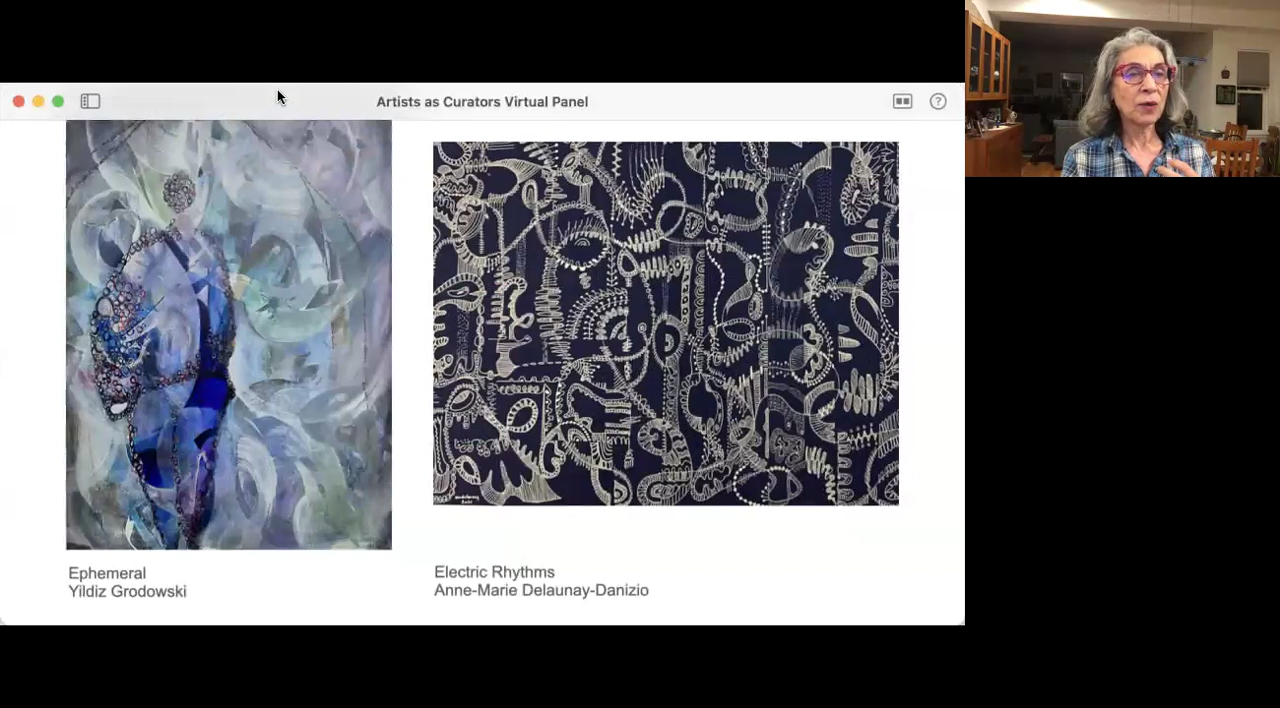 Artists as Curators Virtual Panel
Ephemeral
Yildiz Grodowski
Electric Rhythms
Anne-Marie Delaunay-Danizio